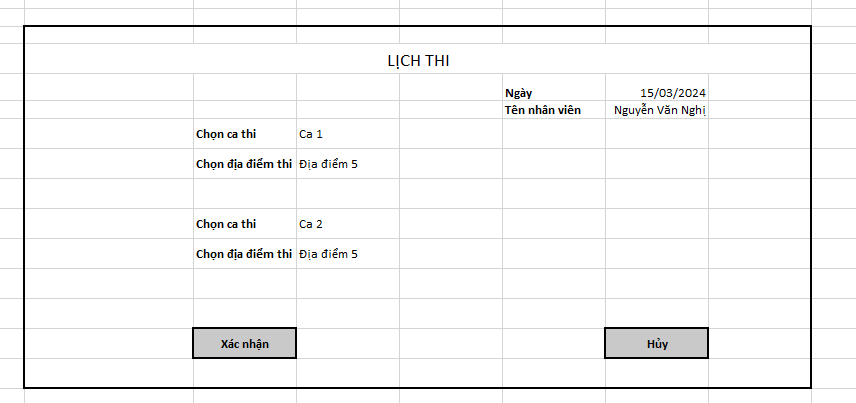 LỊCH THI
Ngày 15/03/2024
Tên nhân viên Nguyễn Văn Nghị
Chọn ca thi Ca 1
Chọn địa điểm thi Địa điểm 5
Chọn ca thi Ca 2
Chọn địa điểm thi Địa điểm 5
Xác nhận Hủy